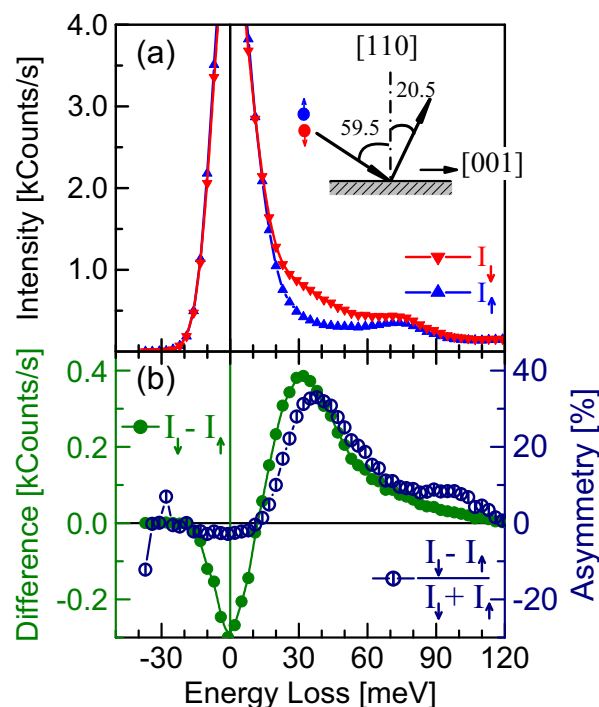 (a)
4.0
3.0
2.0
1.0
Intensity [kCounts/s]
[110]
20.5
59.5
[001]
I↓
I↑
(b)
0.4
0.2
0.0
-0.2
Difference [kCounts/s]
I↓ - I↑
40
20
0
-20
Asymmetry [%]
I↓ - I↑
I↓ + I↑
-30 0 30 60 90 120
Energy Loss [meV]